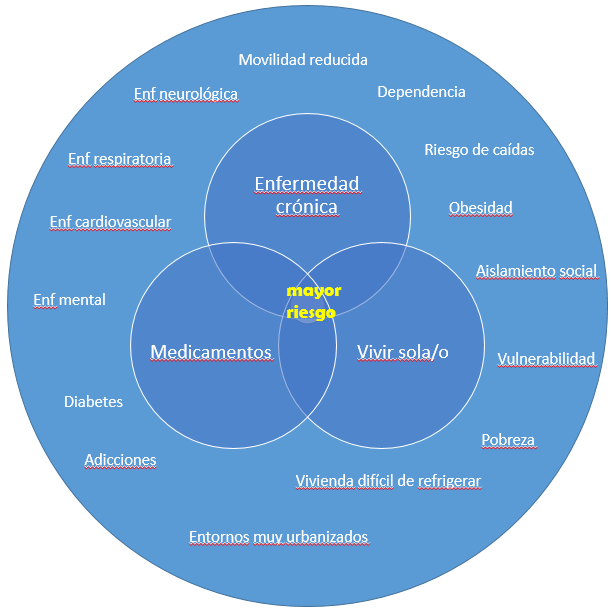 Movilidad reducida
Enf neurológica
Dependencia
Enf respiratoria
Riesgo de caídas
Enfermedad
crónica
Obesidad
Enf cardiovascular
Aislamiento social
Enf mental
mayor
riesgo
Medicamentos
Vivir sola/o
Vulnerabilidad
Diabetes
Pobreza
Adicciones
Vivienda difícil de refrigerar
Entornos muy urbanizados